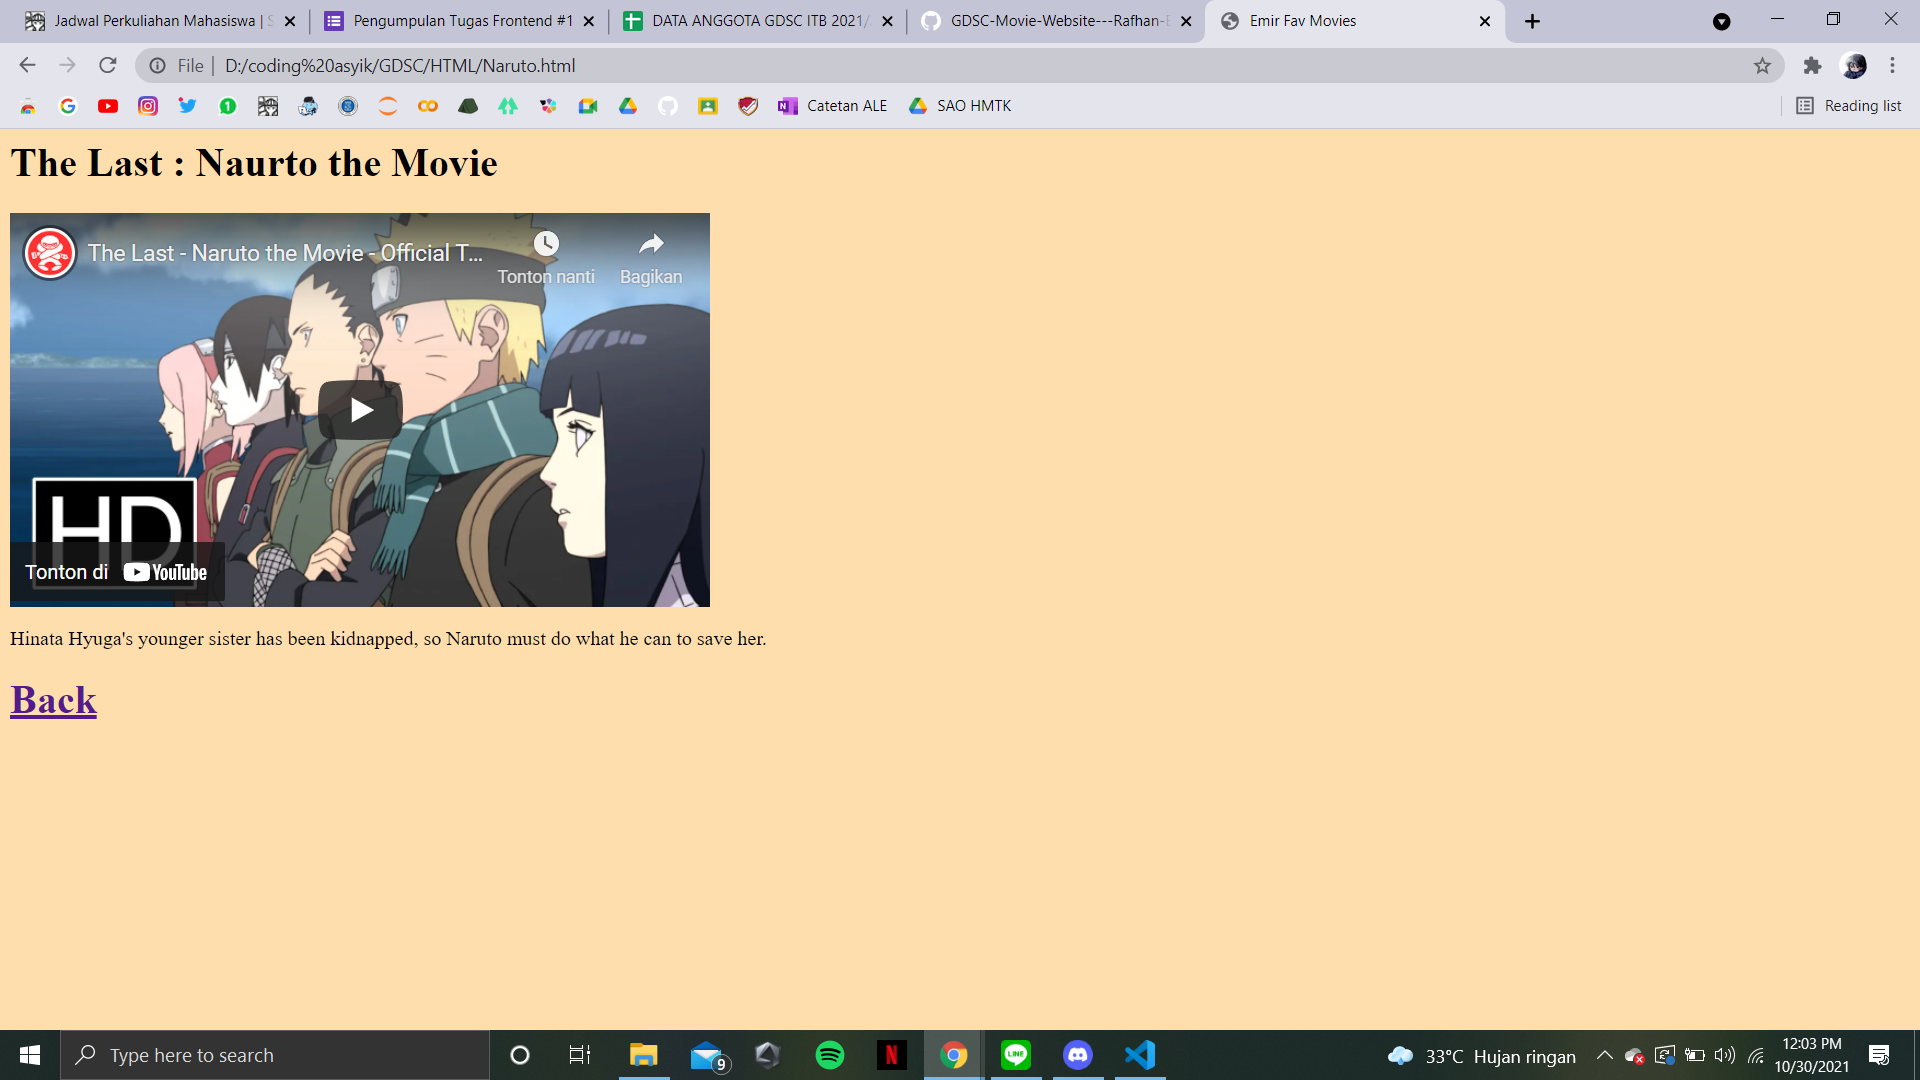 Jadwal Perkuliahan Mahasiswa | S
Pengumpulan Tugas Frontend #1
DATA ANGGOTA GDSC ITB 2021/
GDSC-Movie-Website---Rafhan-E
Emir Fav Movies
File | D:/coding%20asyik/GDSC/HTML/Naruto.html
Catetan ALE
SAO HMTK
Reading list
The Last : Naurto the Movie
The Last - Naruto the Movie - Official T...
Tonton nanti
Bagikan
HD
Tonton di YouTube
Hinata Hyuga's younger sister has been kidnapped, so Naruto must do what he can to save her.
Back
Type here to search
9
LINE
33°C Hujan ringan
12:03 PM
10/30/2021